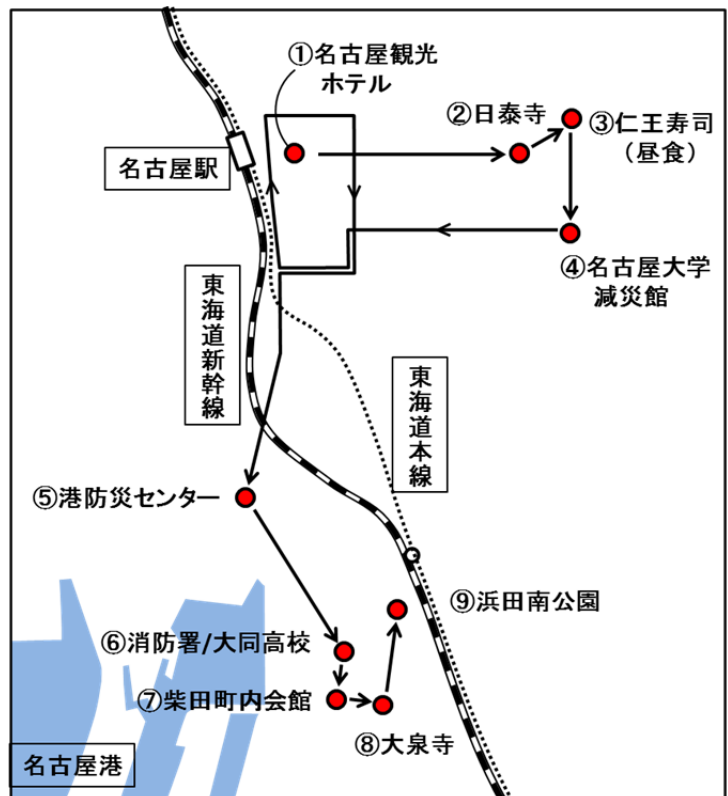 ①名古屋観光
ホテル
②日泰寺
③仁王寿司
（昼食）
名古屋駅
④名古屋大学
減災館
東海道新幹線
東海道本線
⑤港防災センター
⑨浜田南公園
⑥消防署/大同高校
⑦柴田町内会館
⑧大泉寺
名古屋港